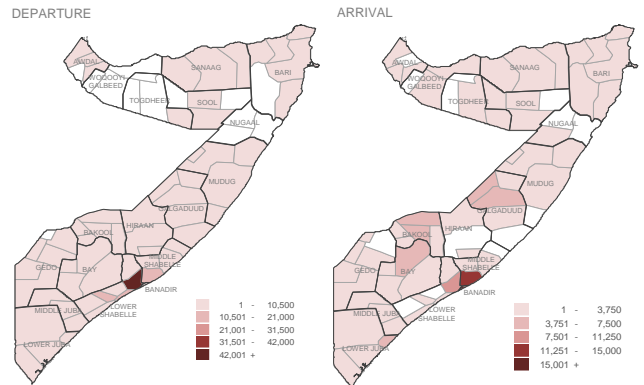 DEPARTURE
AWDAL
WOQOOYI
GALBEED
TOGDHEER
SANAAG
SOOL
BARI
NUGAAL
MUDUG
GALGADUUD
HIRAAN
BAKOOL
GEDO
BAY
MIDDLE
SHABELLE
BANADIR
LOWER
SHABELLE
MIDDLE JUBA
LOWER JUBA
1 - 10,500
10,501 - 21,000
21,001 - 31,500
31,501 - 42,000
42,001 +
ARRIVAL
AWDAL
WOQOOYI
GALBEED
TOGDHEER
SANAAG
SOOL
BARI
NUGAAL
MUDUG
GALGADUUD
HIRAAN
BAKOOL
GEDO
BAY
MIDDLE
SHABELLE
BANADIR
LOWER
SHABELLE
MIDDLE JUBA
LOWER JUBA
1 - 3,750
3,751 - 7,500
7,501 - 11,250
11,251 - 15,000
15,001 +